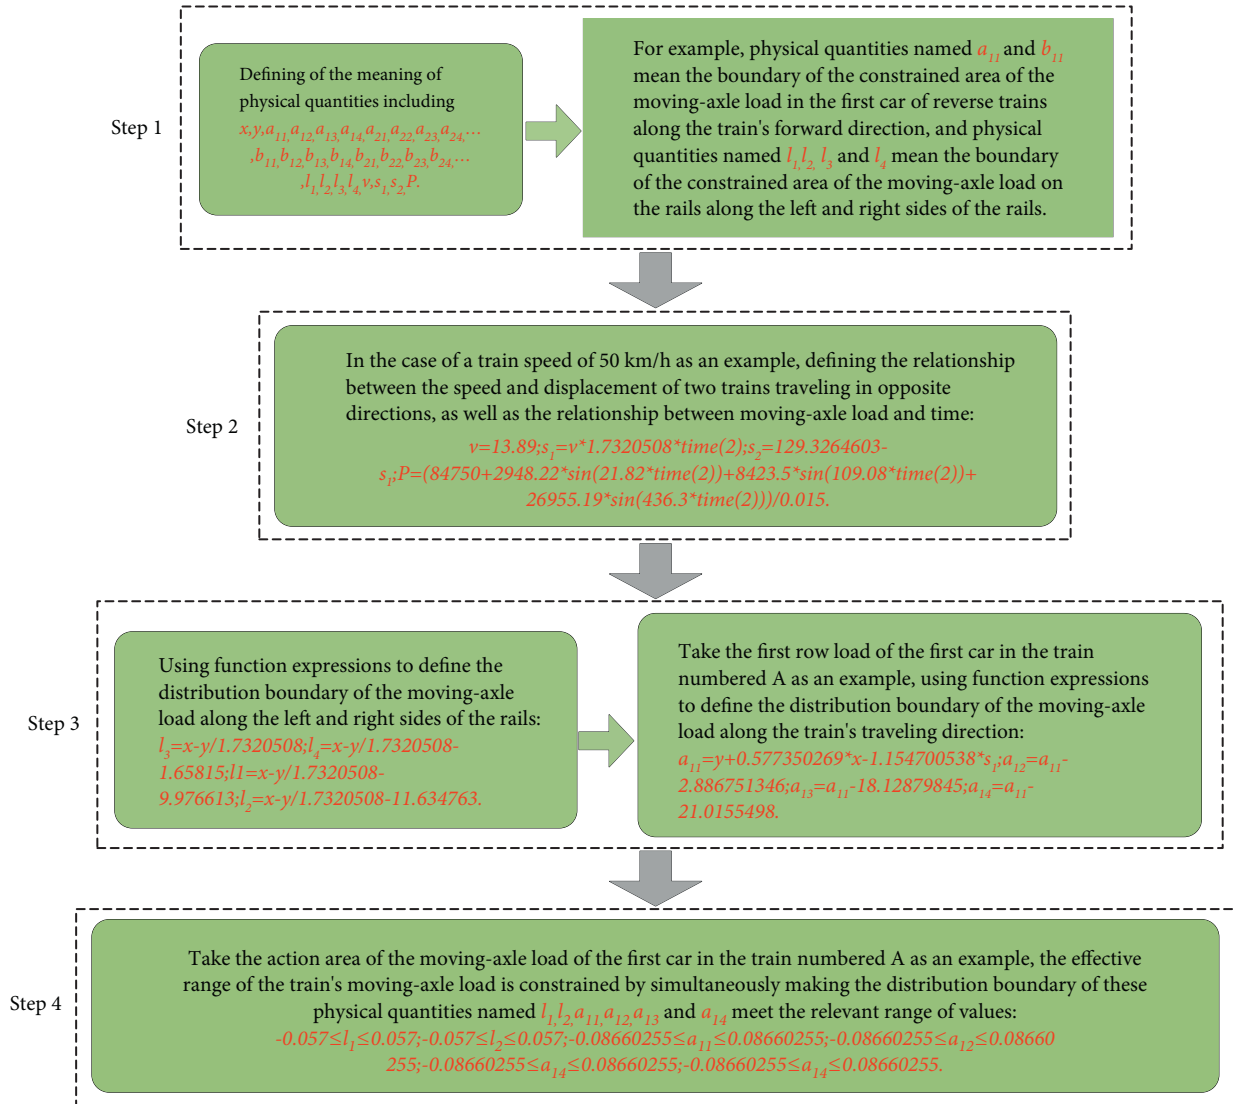 Step 1
Defining of the meaning of
physical quantities including
x,y,a11,a12,a13,a14,a21,a22,a23,a24,...
,b11,b12,b13,b14,b21,b22,b23,b24,...
,l1,l2,l3,l4,v,s1,s2,P.
For example, physical quantities named a11 and b11
mean the boundary of the constrained area of the
moving-axle load in the first car of reverse trains
along the train's forward direction, and physical
quantities named l1,l2, l3 and l4 mean the boundary
of the constrained area of the moving-axle load on
the rails along the left and right sides of the rails.
Step 2
In the case of a train speed of 50 km/h as an example, defining the relationship
between the speed and displacement of two trains traveling in opposite
directions, as well as the relationship between moving-axle load and time:
v=13.89;s1=v*1.7320508*time(2);s2=129.3264603-
s1;P=(84750+2948.22*sin(21.82*time(2))+8423.5*sin(109.08*time(2))+
26955.19*sin(436.3*time(2)))/0.015.
Step 3
Using function expressions to define the
distribution boundary of the moving-axle
load along the left and right sides of the rails:
l3=x-y/1.7320508;l4=x-y/1.7320508-
1.65815;l1=x-y/1.7320508-
9.976613;l2=x-y/1.7320508-11.634763.
Take the first row load of the first car in the train
numbered A as an example, using function expressions
to define the distribution boundary of the moving-axle
load along the train's traveling direction:
a11=y+0.577350269*x-1.154700538*s1;a12=a11-
2.886751346;a13=a11-18.12879845;a14=a11-
21.0155498.
Step 4
Take the action area of the moving-axle load of the first car in the train numbered A as an example, the effective
range of the train's moving-axle load is constrained by simultaneously making the distribution boundary of these
physical quantities named l1,l2,a11,a12,a13 and a14 meet the relevant range of values:
-0.057≤l1≤0.057;-0.057≤l2≤0.057;-0.08660255≤a11≤0.08660255;-0.08660255≤a12≤0.08660
255;-0.08660255≤a14≤0.08660255;-0.08660255≤a14≤0.08660255.